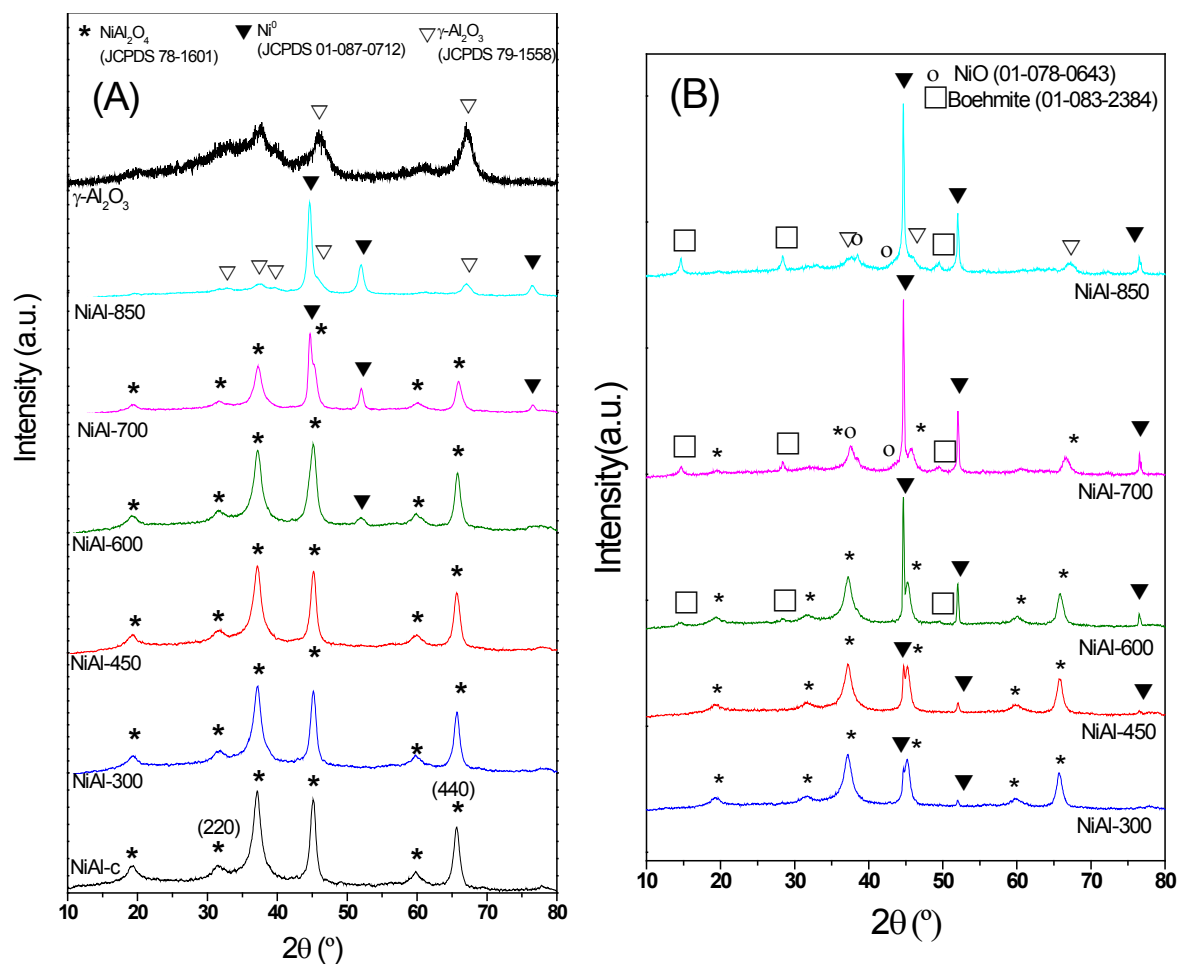 * NiAl₂O₄
(JCPDS 78-1601)
▼ Ni⁰
(JCPDS 01-087-0712)
▽ γ-Al₂O₃
(JCPDS 79-1558)
(A)
γ-Al₂O₃
NiAl-850
NiAl-700
NiAl-600
NiAl-450
NiAl-300
(220)
(440)
NiAl-c
Intensity (a.u.)
10 20 30 40 50 60 70 80
2θ (º)
(B)
o NiO (01-078-0643)
□ Boehmite (01-083-2384)
NiAl-850
NiAl-700
NiAl-600
NiAl-450
NiAl-300
Intensity(a.u.)
10 20 30 40 50 60 70 80
2θ (º)